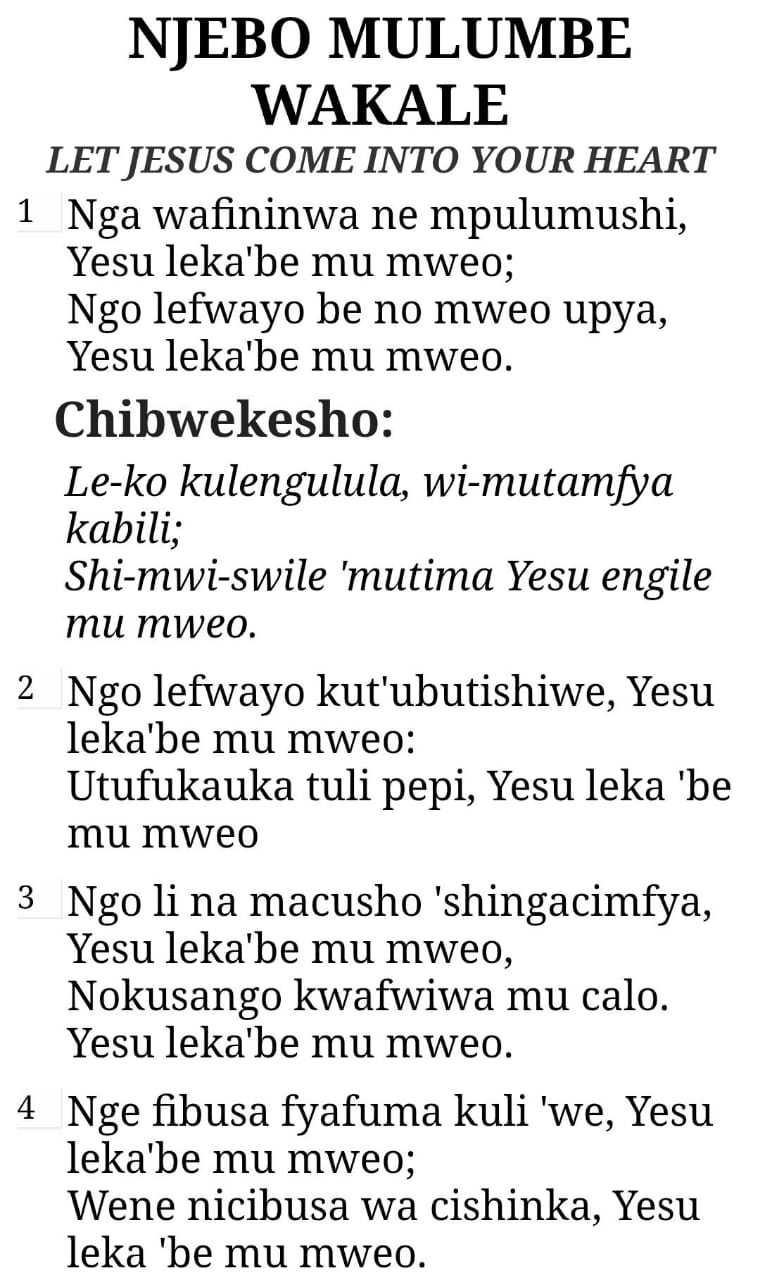 NJEBO MULUMBE
WAKALE
LET JESUS COME INTO YOUR HEART
1 Nga wafininwa ne mpulumushi,
Yesu leka'be mu mweo;
Ngo lefwayo be no mweo upya,
Yesu leka'be mu mweo.
Chibwekesho:
Le-ko kulengulula, wi-mutamfya
kabili;
Shi-mwi-swile 'mutima Yesu engile
mu mweo.
2 Ngo lefwayo kut'ubutishiwe, Yesu
leka'be mu mweo:
Utufukauka tuli pepi, Yesu leka 'be
mu mweo
3 Ngo li na macusho 'shingacimfya,
Yesu leka'be mu mweo,
Nokusango kwafwiwa mu calo.
Yesu leka'be mu mweo.
4 Nge fibusa fyafuma kuli 'we, Yesu
leka'be mu mweo;
Wene nicibusa wa cishinka, Yesu
leka 'be mu mweo.